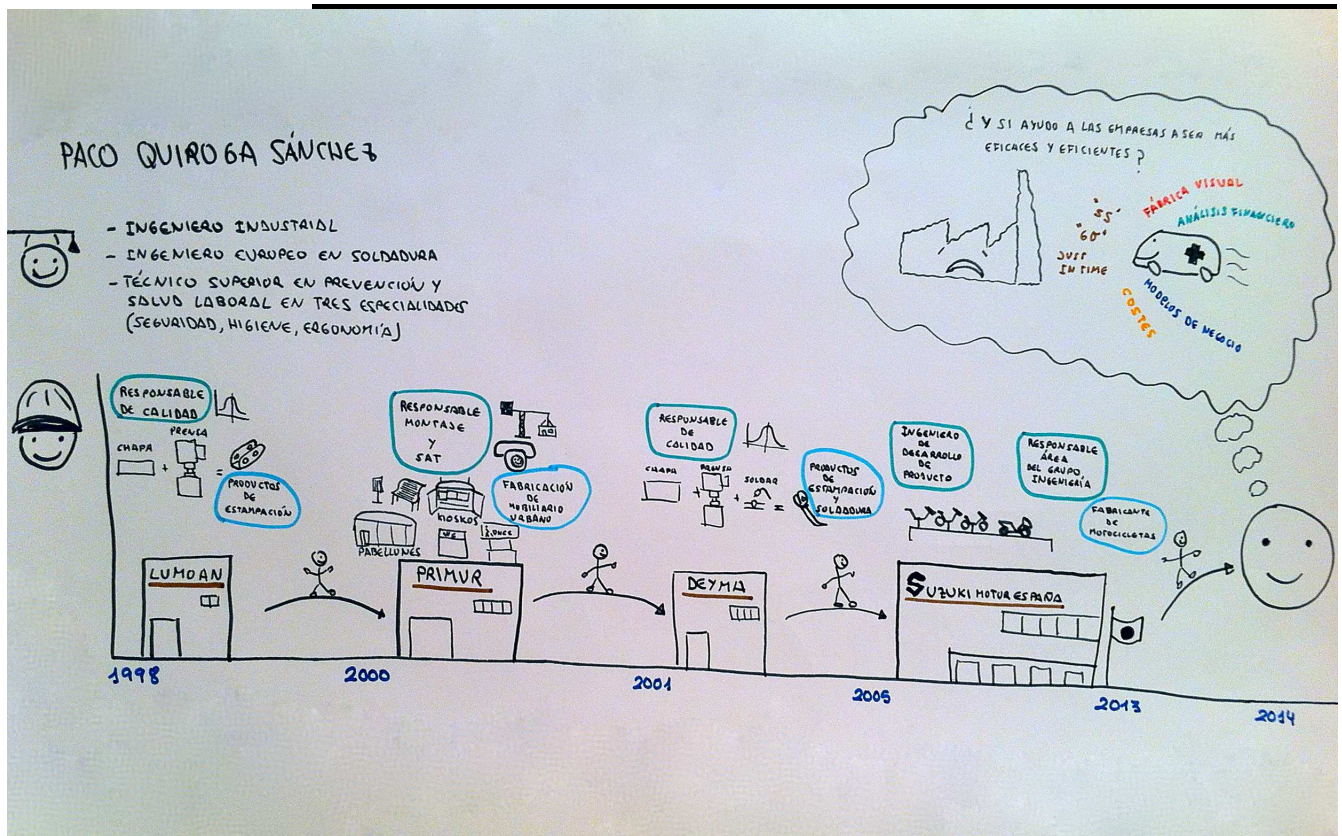 PACO QUIROGA SÁNCHEZ
- INGENIERO INDUSTRIAL
- INGENIERO EUROPEO EN SOLDADURA
- TÉCNICO SUPERIOR EN PREVENCIÓN Y
SALUD LABORAL EN TRES ESPECIALIDADES
(SEGURIDAD, HIGIENE, ERGONOMÍA)
¿Y SI AYUDO A LAS EMPRESAS A SER MÁS
EFICACES Y EFICIENTES?
"5S"
"6σ"
JUST
IN TIME
FÁBRICA VISUAL
ANÁLISIS FINANCIERO
MODELOS DE NEGOCIO
COSTES
RESPONSABLE
DE CALIDAD
CHAPA
PRENSA
+
=
PRODUCTOS
DE
ESTAMPACIÓN
LUMOAN
RESPONSABLE
MONTAJE
Y
SAT
FABRICACIÓN
DE
MOBILIARIO
URBANO
KIOSKOS
PABELLONES
WC
ONCE
PRIMUR
RESPONSABLE
DE
CALIDAD
CHAPA
PRENSA
SOLDAR
+
+
=
PRODUCTOS
DE
ESTAMPACIÓN
Y
SOLDADURA
DEYMA
INGENIERO
DE
DESARROLLO
DE
PRODUCTO
RESPONSABLE
ÁREA
DEL GRUPO,
INGENIERÍA
FABRICANTE
DE
MOTOCICLETAS
SUZUKI MOTOR ESPAÑA
1998
2000
2001
2005
2013
2014